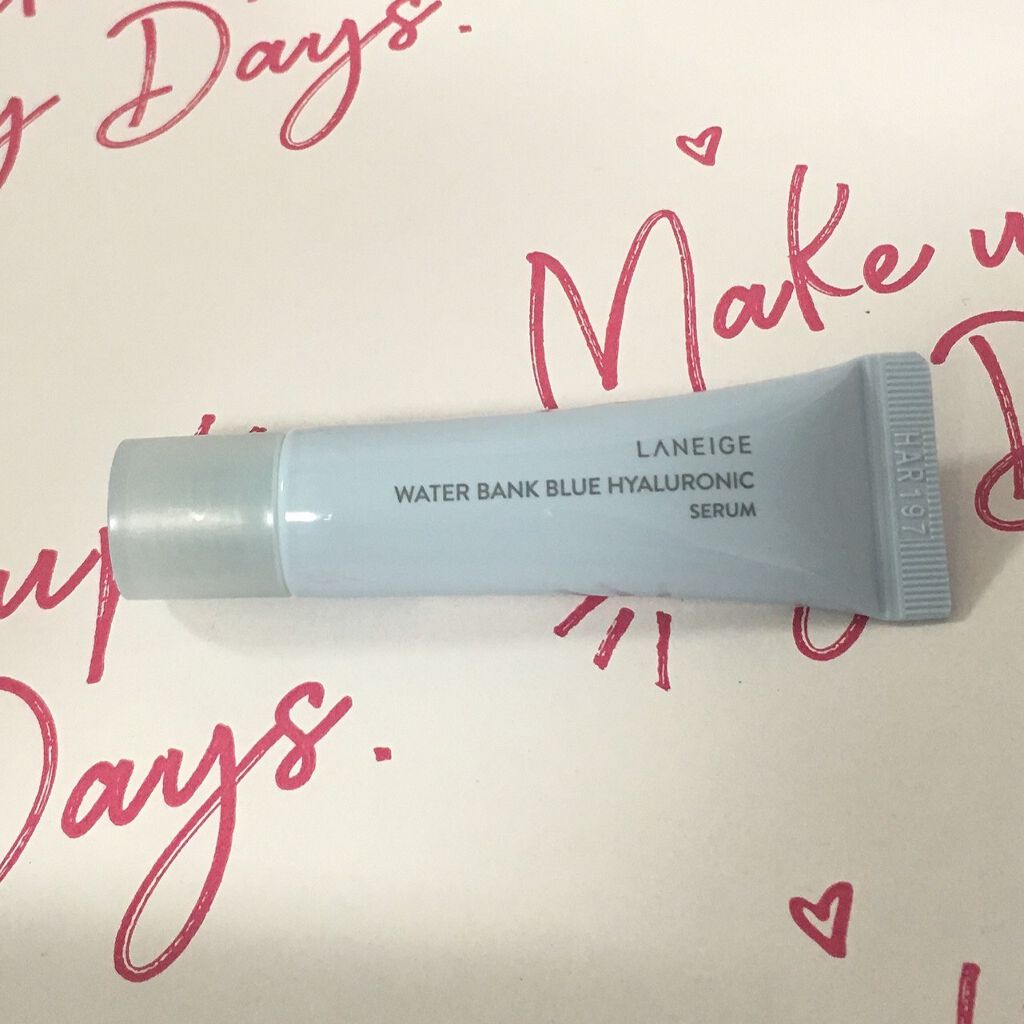 Days.
Make
LANEIGE
WATER BANK BLUE HYALURONIC
SERUM
HAR197
Days.